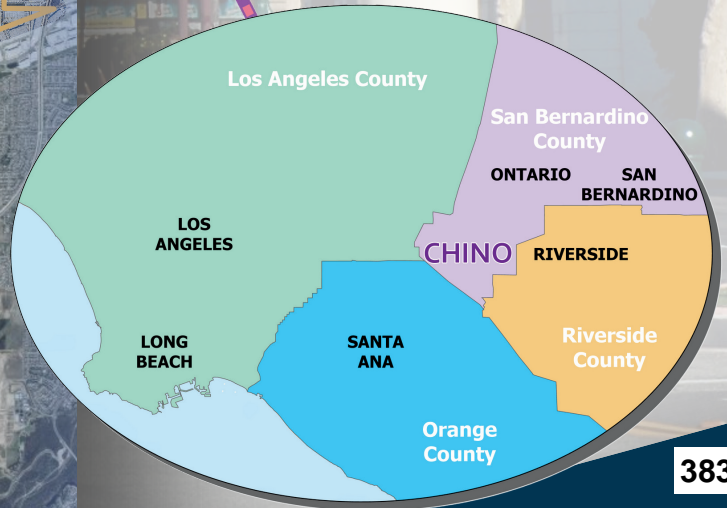 Los Angeles County
San Bernardino
County
ONTARIO
SAN
BERNARDINO
LOS
ANGELES
CHINO
RIVERSIDE
LONG
BEACH
SANTA
ANA
Riverside
County
Orange
County
383